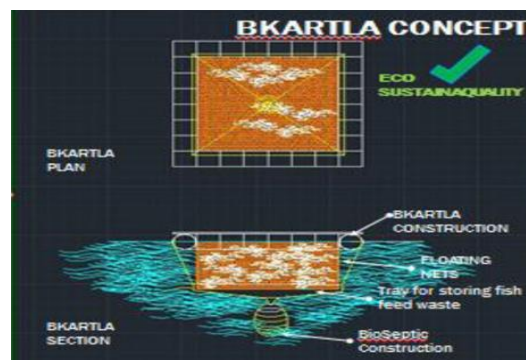 BKARTLA CONCEPT
ECO
SUSTAINAQUALITY
BKARTLA
PLAN
BKARTLA
CONSTRUCTION
FLOATING
NETS
Tray for storing fish
feed waste
BKARTLA
SECTION
BioSeptic
Construction